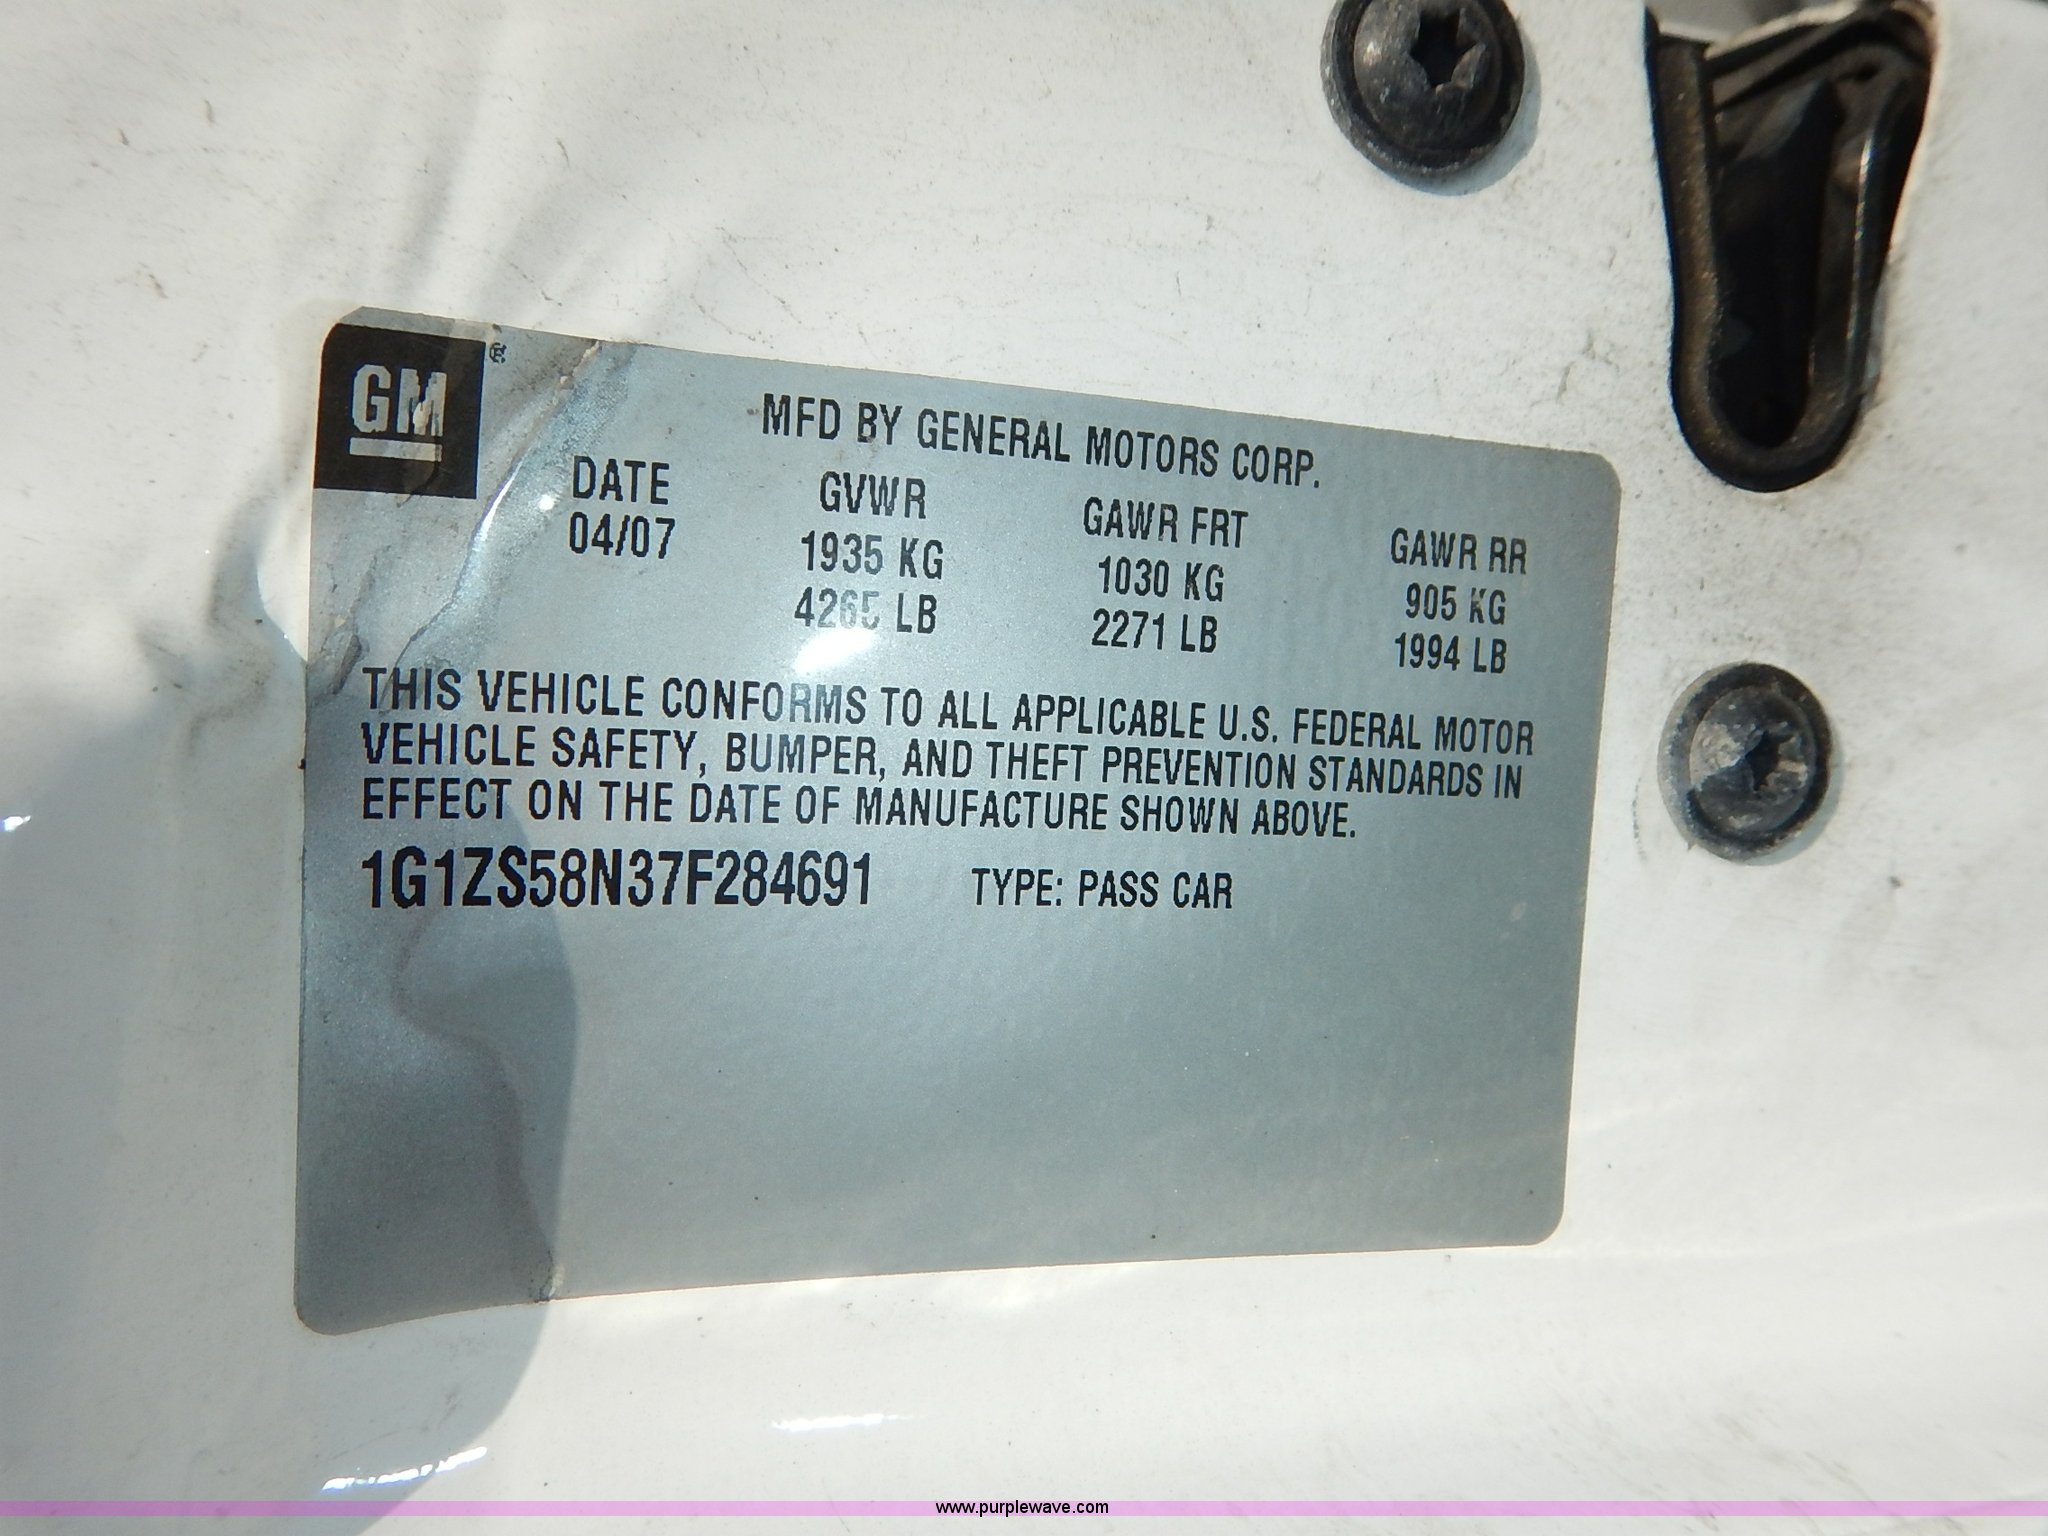 GM®
MFD BY GENERAL MOTORS CORP.
DATE GVWR GAWR FRT GAWR RR
04/07 1935 KG 1030 KG 905 KG
4265 LB 2271 LB 1994 LB
THIS VEHICLE CONFORMS TO ALL APPLICABLE U.S. FEDERAL MOTOR
VEHICLE SAFETY, BUMPER, AND THEFT PREVENTION STANDARDS IN
EFFECT ON THE DATE OF MANUFACTURE SHOWN ABOVE.
1G1ZS58N37F284691 TYPE: PASS CAR
www.purplewave.com